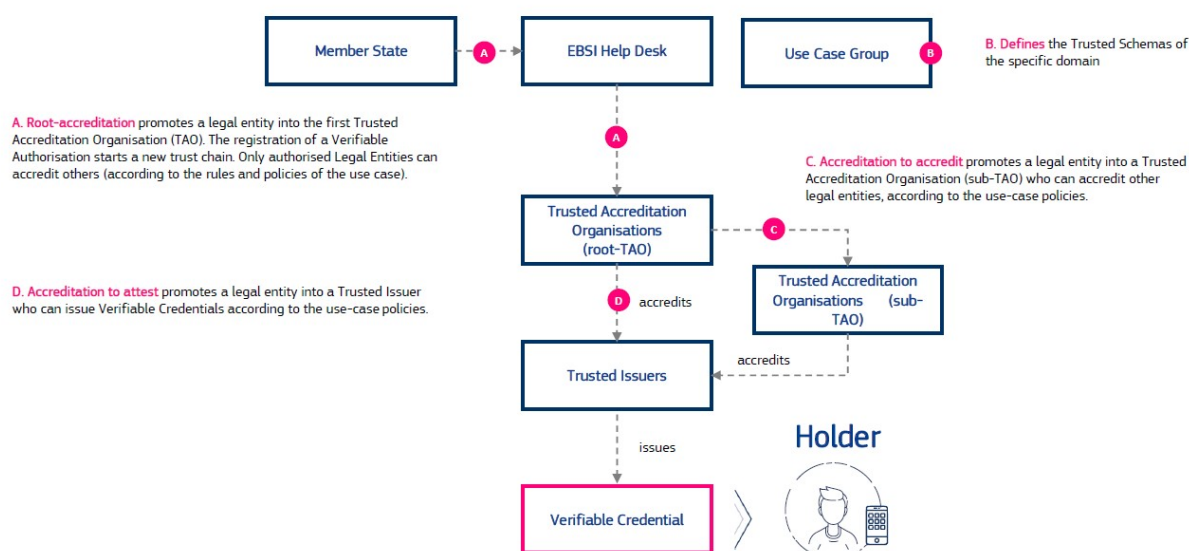 Member State
A
EBSI Help Desk
Use Case Group
B
B. Defines the Trusted Schemas of
the specific domain
A. Root-accreditation promotes a legal entity into the first Trusted
Accreditation Organisation (TAO). The registration of a Verifiable
Authorisation starts a new trust chain. Only authorised Legal Entities can
accredit others (according to the rules and policies of the use case).
A
C. Accreditation to accredit promotes a legal entity into a Trusted
Accreditation Organisation (sub-TAO) who can accredit other
legal entities, according to the use-case policies.
Trusted Accreditation
Organisations
(root-TAO)
C
Trusted Accreditation
Organisations (sub-
TAO)
D. Accreditation to attest promotes a legal entity into a Trusted Issuer
who can issue Verifiable Credentials according to the use-case policies.
D
accredits
accredits
Trusted Issuers
issues
Holder
Verifiable Credential